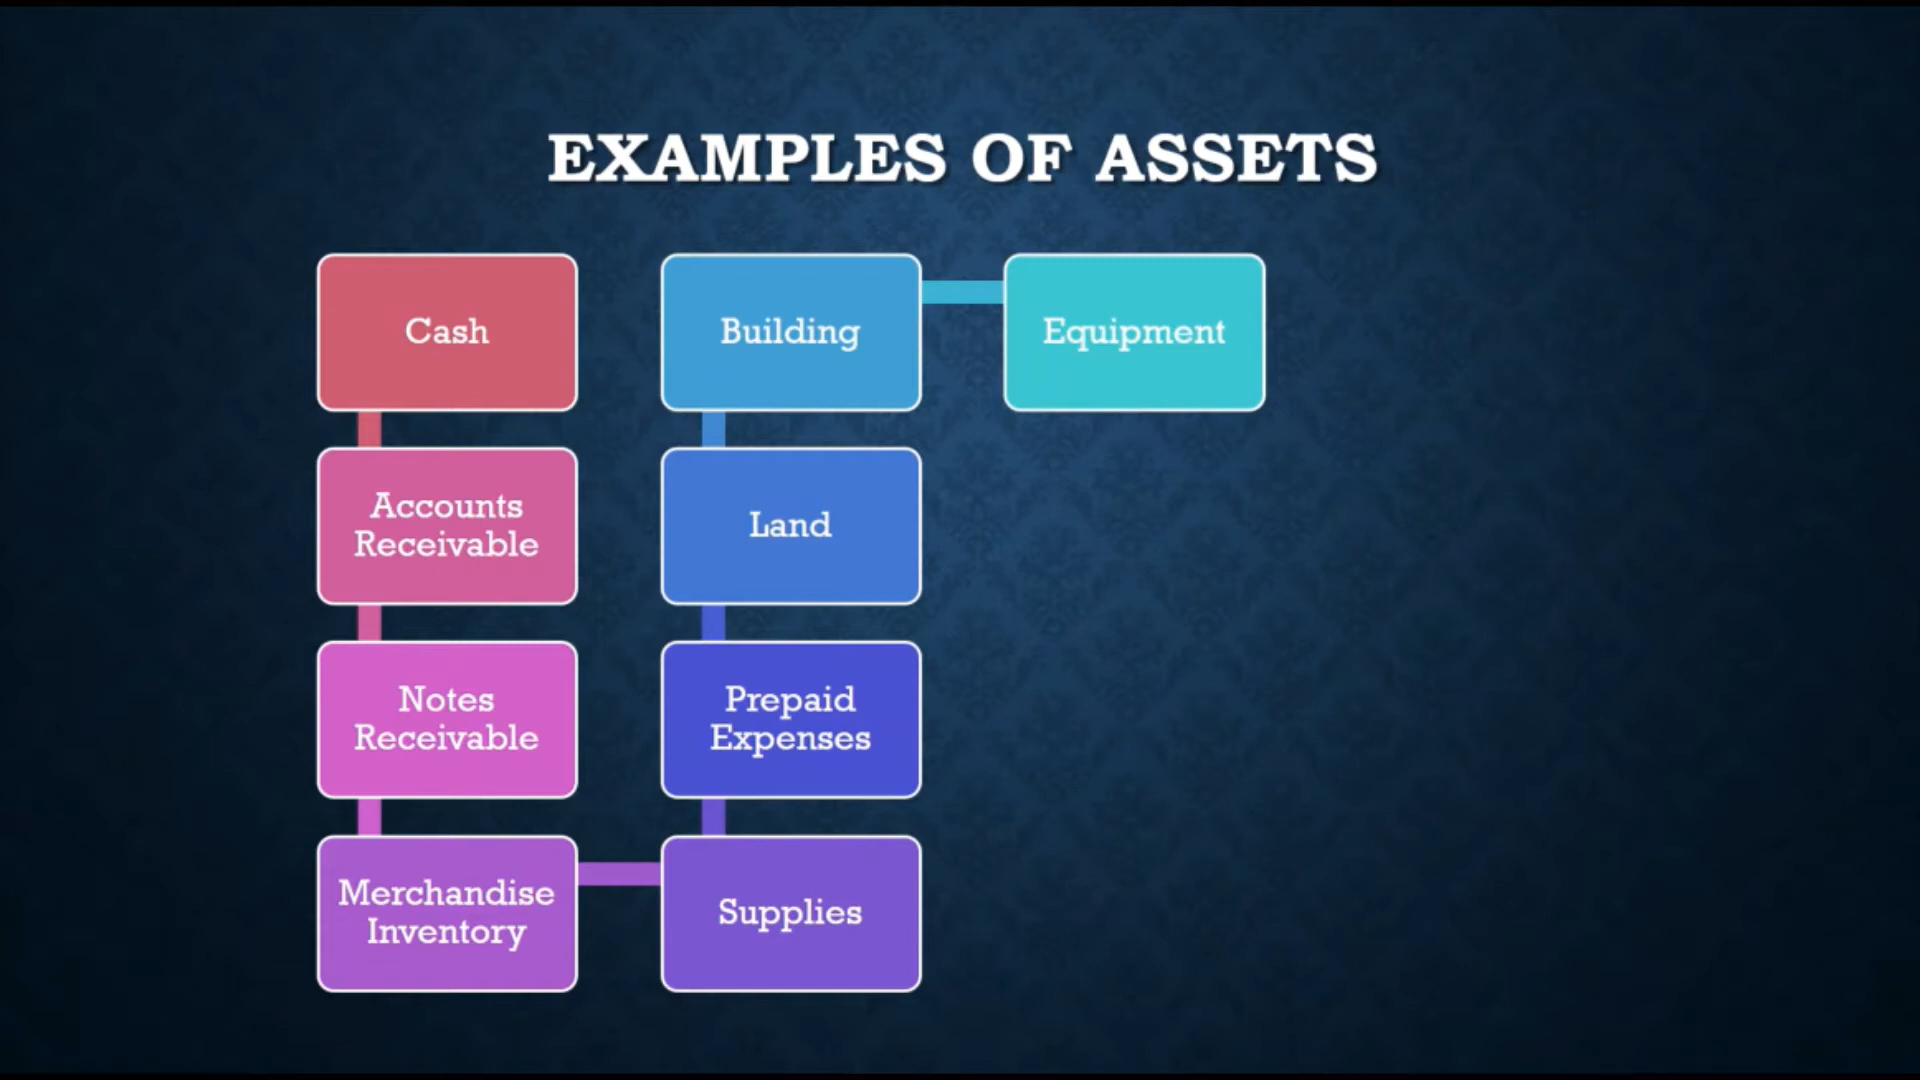 EXAMPLES OF ASSETS
Cash
Accounts
Receivable
Notes
Receivable
Merchandise
Inventory
Supplies
Prepaid
Expenses
Land
Building
Equipment